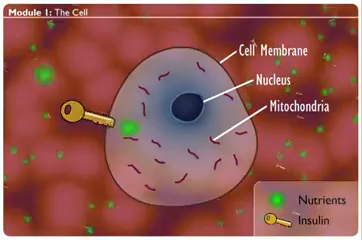 Module 1: The Cell
Cell Membrane
Nucleus
Mitochondria
Nutrients
Insulin